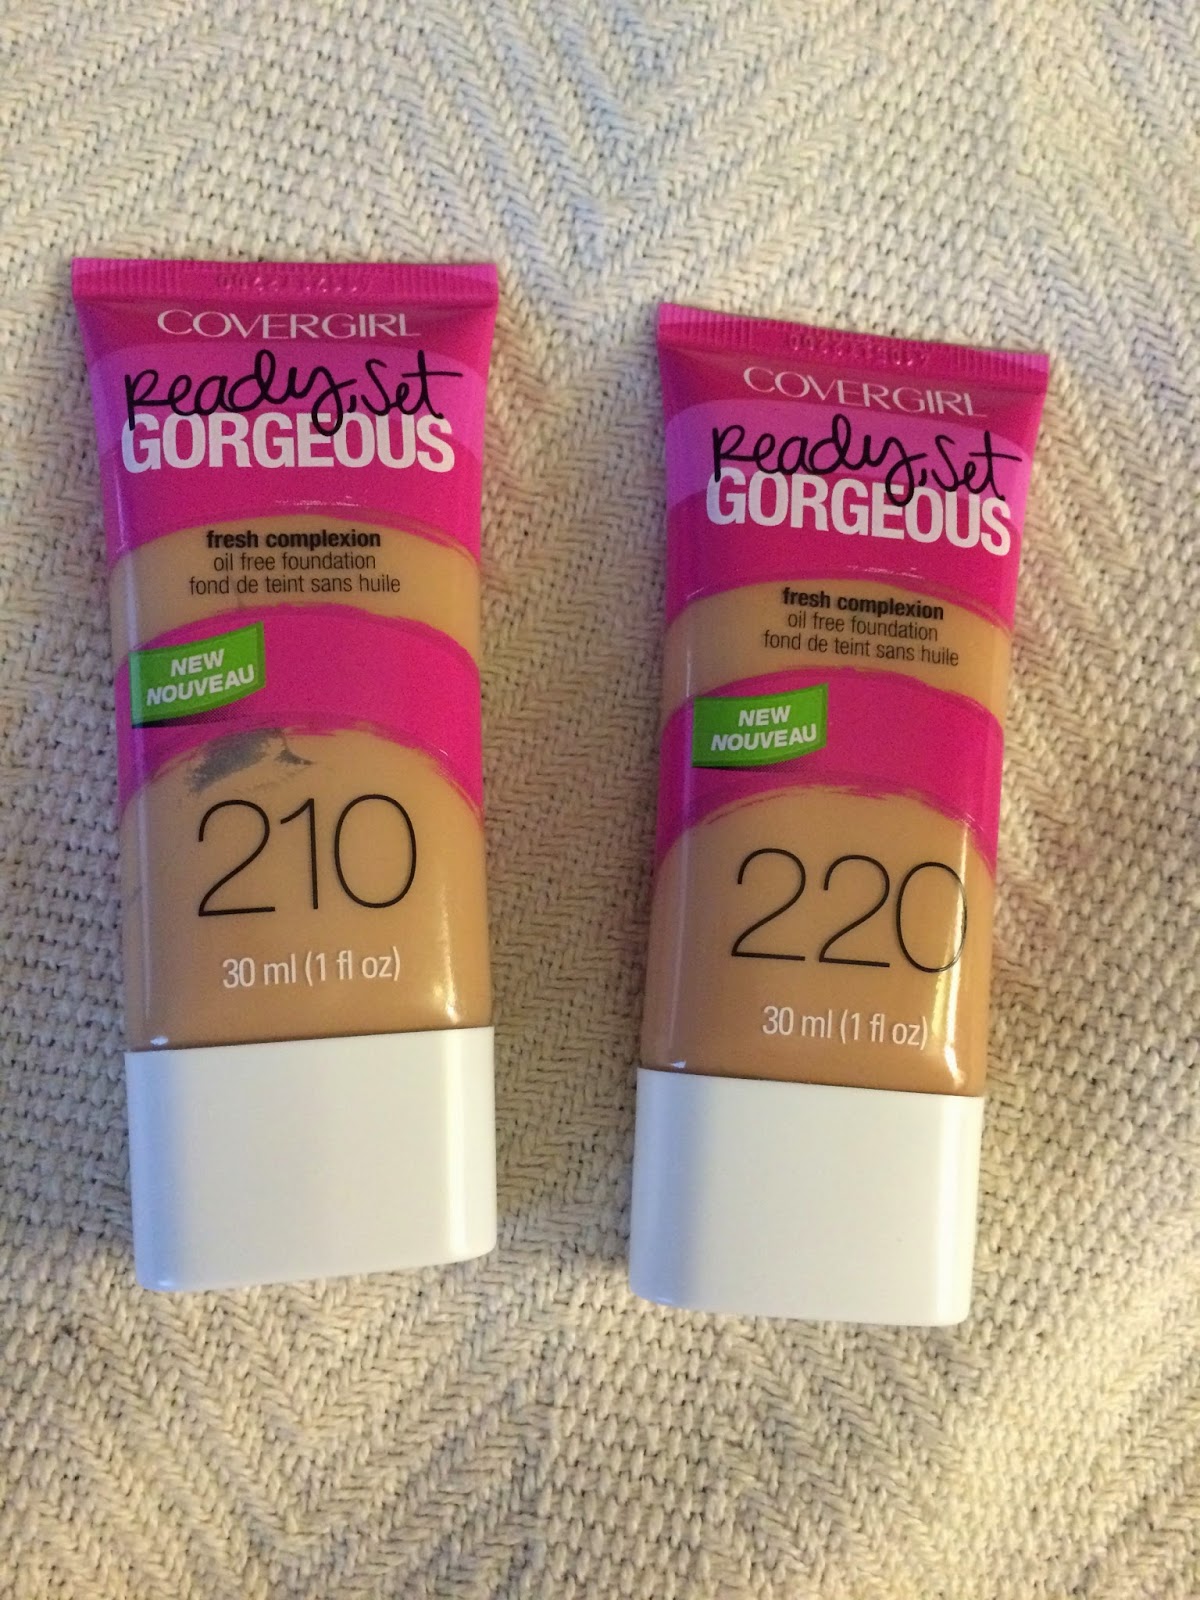 COVERGIRL
Ready, Set
GORGEOUS
fresh complexion
oil free foundation
fond de teint sans huile
NEW
NOUVEAU
210
30 ml (1 fl oz)
COVERGIRL
Ready, Set
GORGEOUS
fresh complexion
oil free foundation
fond de teint sans huile
NEW
NOUVEAU
220
30 ml (1 fl oz)